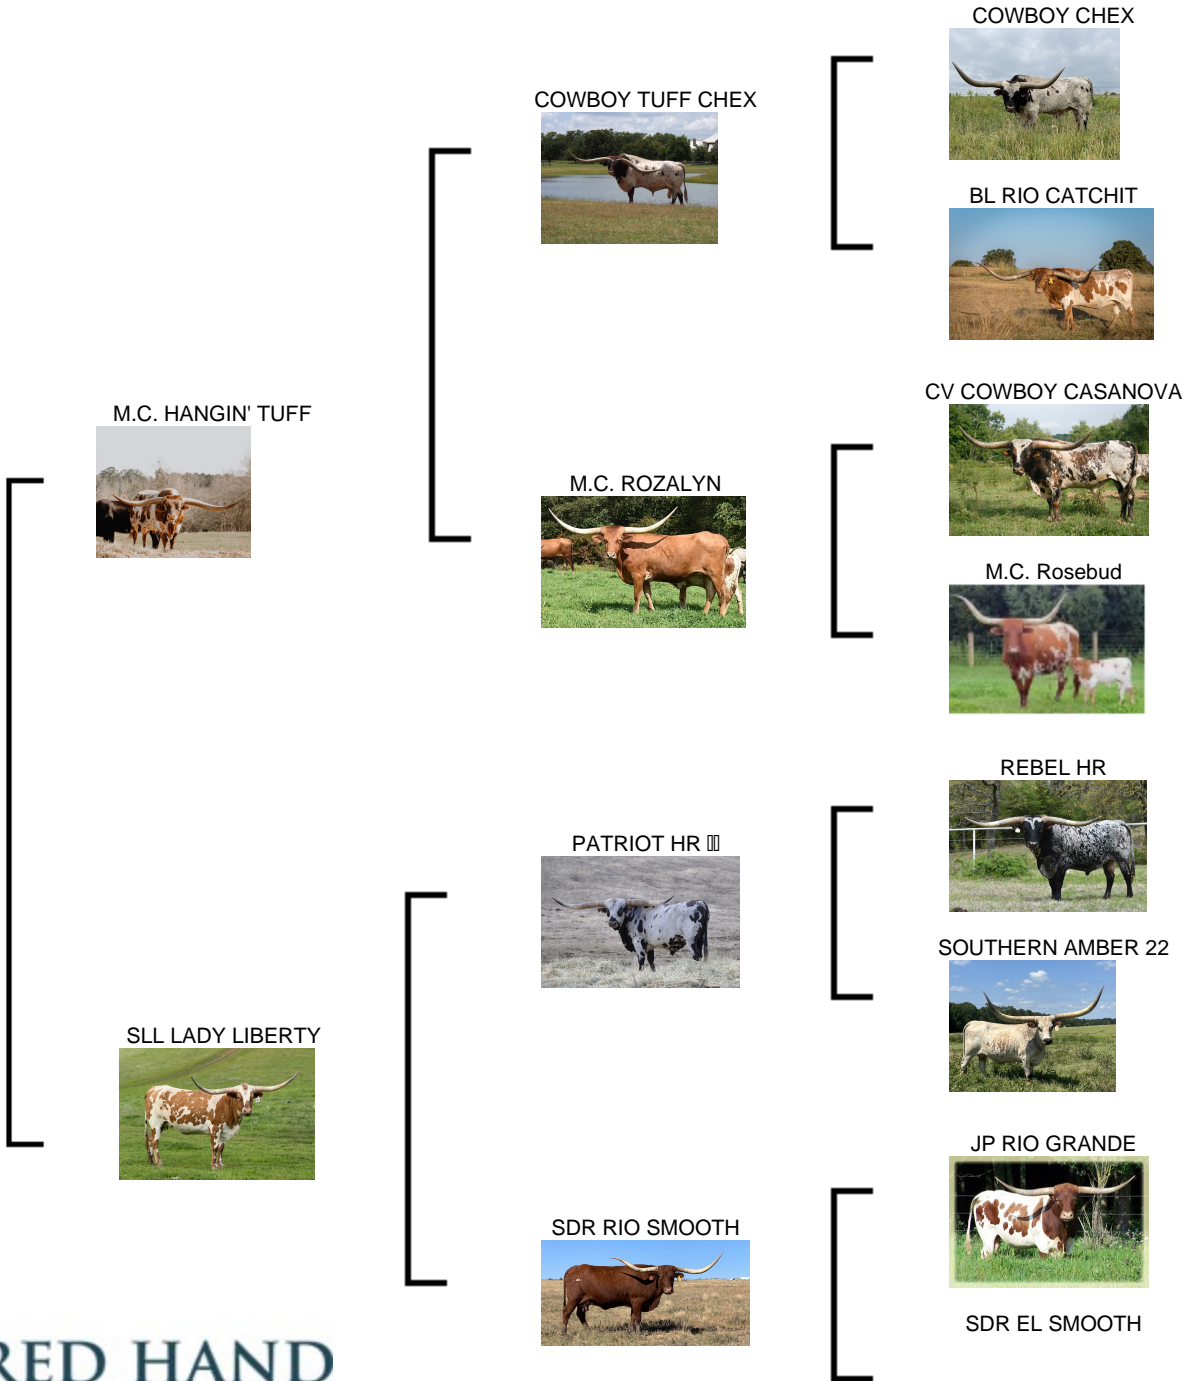 COWBOY CHEX
COWBOY TUFF CHEX
BL RIO CATCHIT
CV COWBOY CASANOVA
M.C. HANGIN' TUFF
M.C. ROZALYN
M.C. Rosebud
REBEL HR
PATRIOT HR
SOUTHERN AMBER 22
SLL LADY LIBERTY
JP RIO GRANDE
SDR RIO SMOOTH
SDR EL SMOOTH
RED HAND